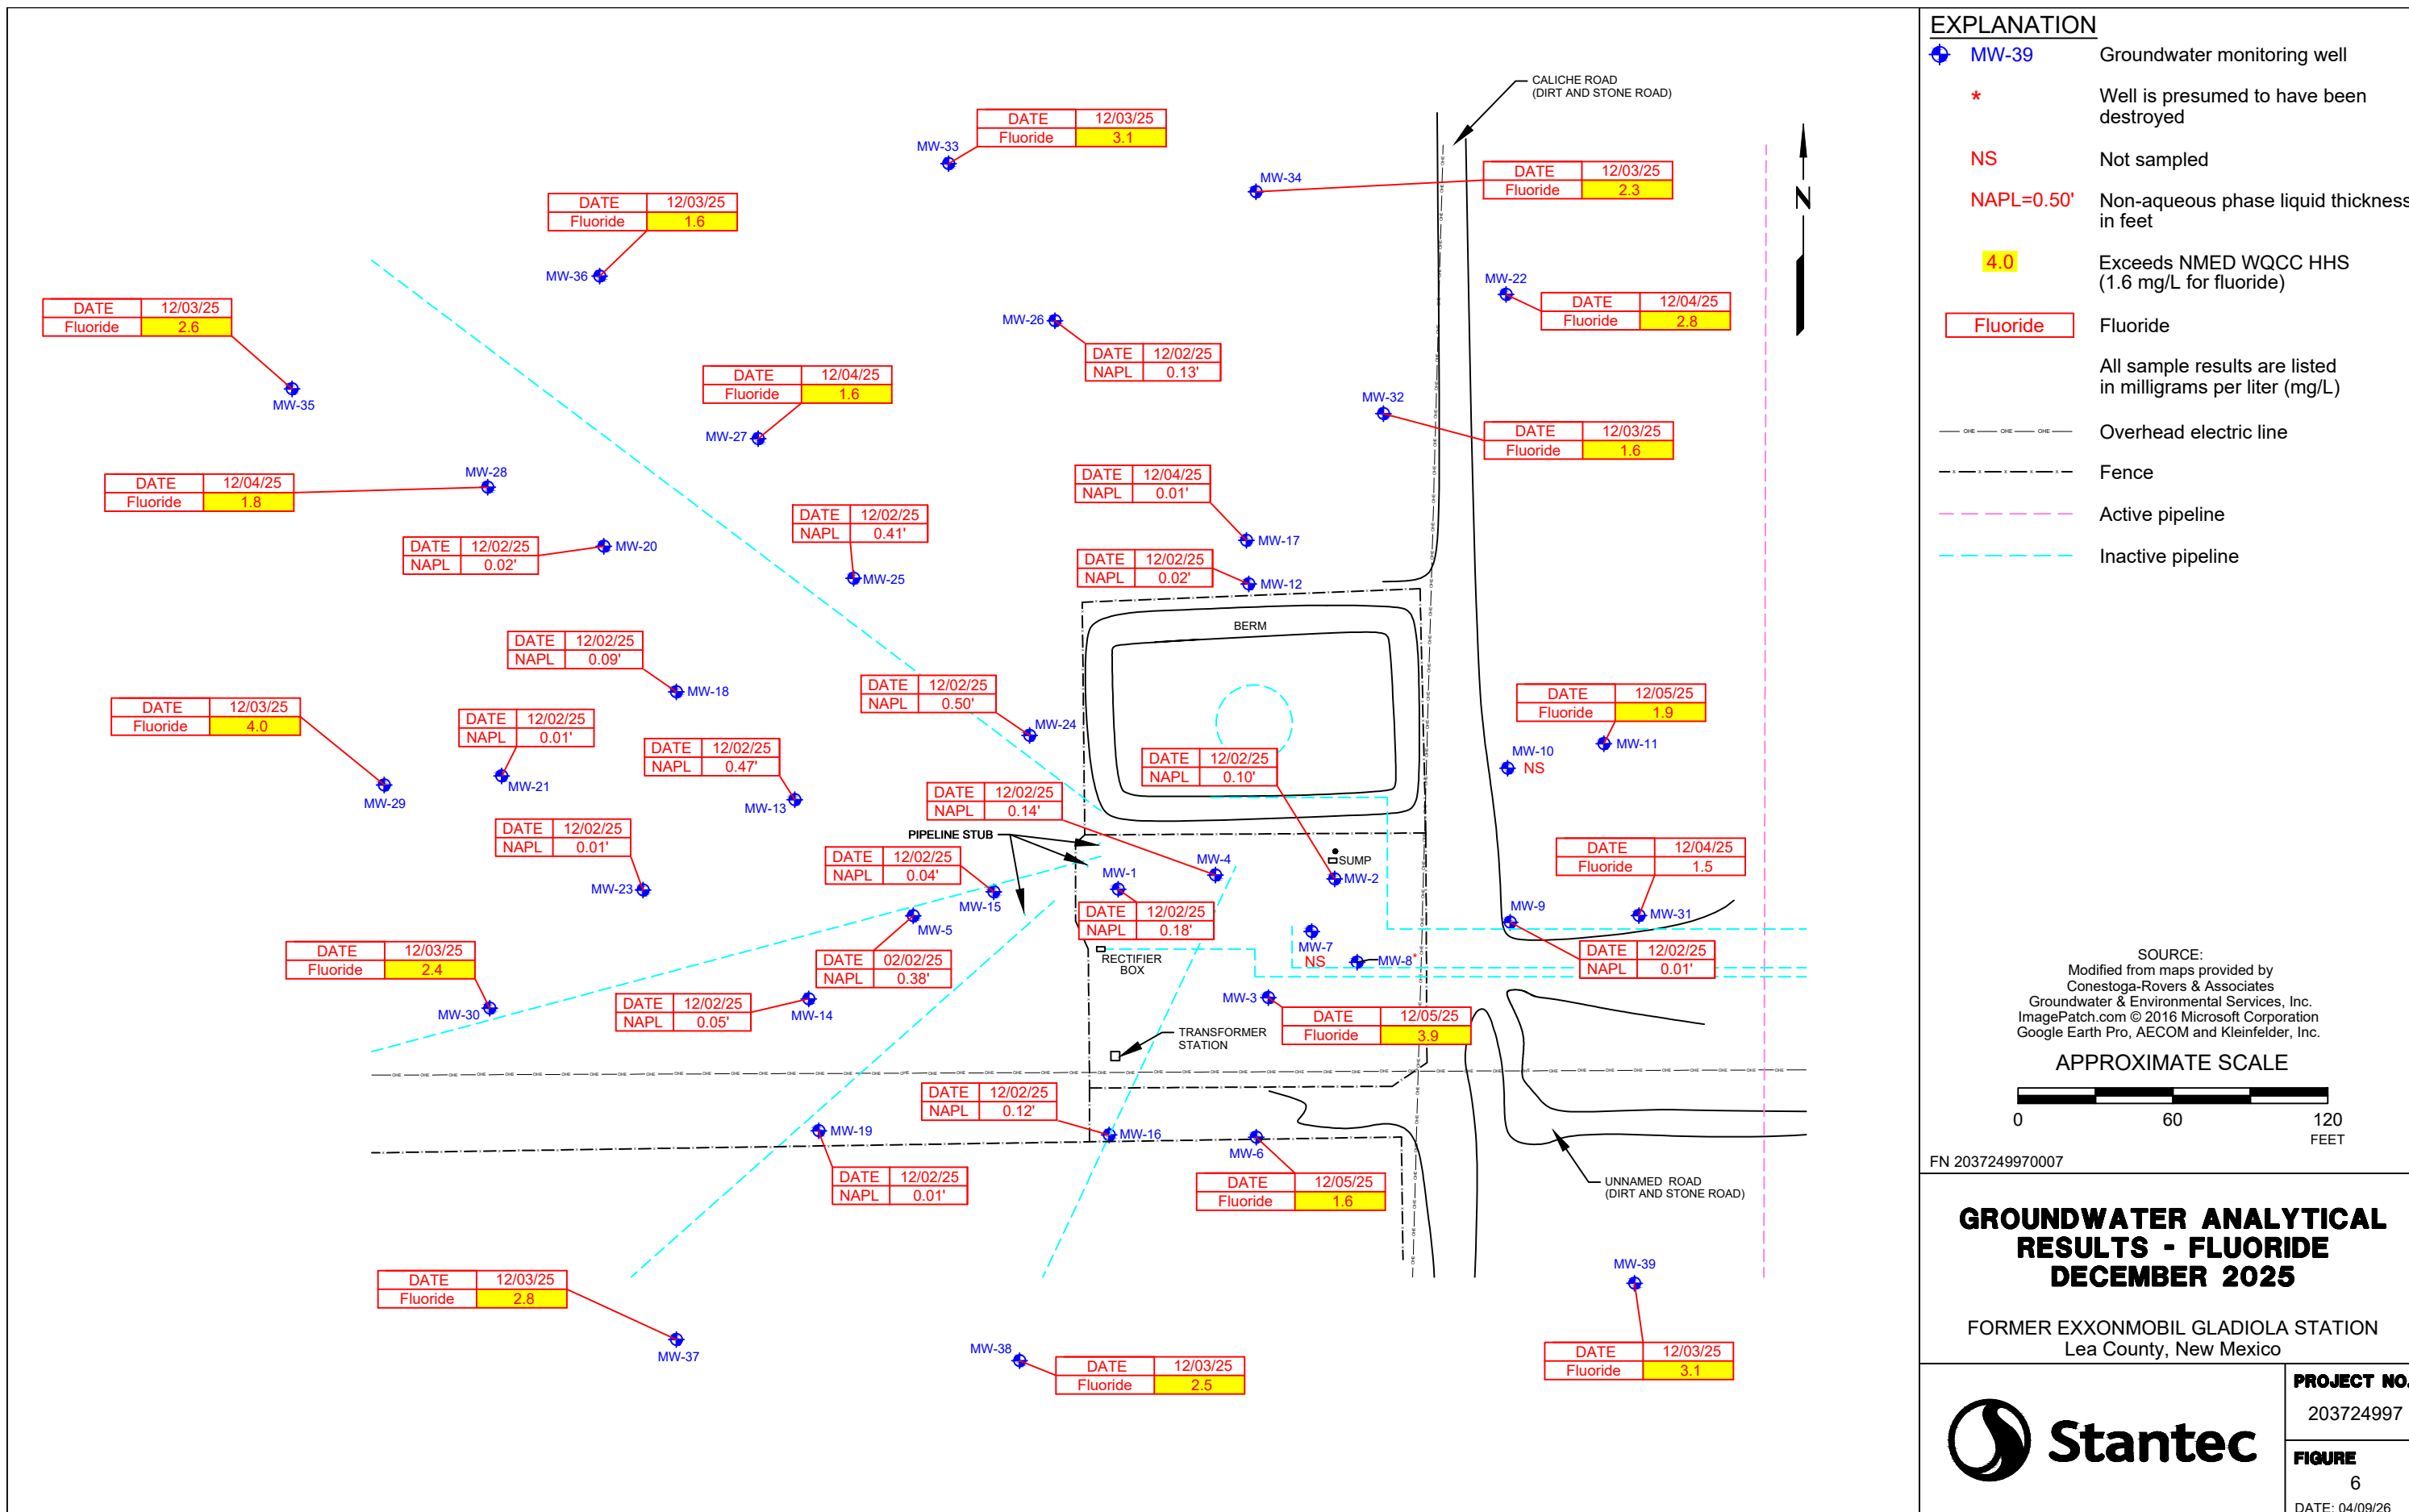 EXPLANATION
MW-39 Groundwater monitoring well
* Well is presumed to have been
destroyed
NS Not sampled
NAPL=0.50' Non-aqueous phase liquid thickness
in feet
4.0 Exceeds NMED WQCC HHS
(1.6 mg/L for fluoride)
Fluoride Fluoride
All sample results are listed
in milligrams per liter (mg/L)
OHE OHE OHE Overhead electric line
x x x x Fence
Active pipeline
Inactive pipeline
CALICHE ROAD
(DIRT AND STONE ROAD)
N
MW-33
DATE 12/03/25
Fluoride 3.1
MW-34
DATE 12/03/25
Fluoride 2.3
DATE 12/03/25
Fluoride 1.6
MW-36
MW-22
DATE 12/04/25
Fluoride 2.8
DATE 12/03/25
Fluoride 2.6
MW-35
MW-26
DATE 12/02/25
NAPL 0.13'
DATE 12/04/25
Fluoride 1.6
MW-27
MW-32
DATE 12/03/25
Fluoride 1.6
MW-28
DATE 12/04/25
Fluoride 1.8
DATE 12/04/25
NAPL 0.01'
MW-17
DATE 12/02/25
NAPL 0.02'
MW-20
DATE 12/02/25
NAPL 0.41'
MW-25
DATE 12/02/25
NAPL 0.02'
MW-12
BERM
DATE 12/02/25
NAPL 0.09'
MW-18
DATE 12/02/25
NAPL 0.50'
MW-24
DATE 12/05/25
Fluoride 1.9
MW-11
MW-10
NS
DATE 12/03/25
Fluoride 4.0
MW-29
DATE 12/02/25
NAPL 0.01'
MW-21
DATE 12/02/25
NAPL 0.47'
MW-13
DATE 12/02/25
NAPL 0.10'
DATE 12/02/25
NAPL 0.14'
PIPELINE STUB
DATE 12/02/25
NAPL 0.01'
MW-23
DATE 12/02/25
NAPL 0.04'
MW-15
MW-1
MW-4
SUMP
MW-2
DATE 12/04/25
Fluoride 1.5
MW-31
MW-9
DATE 12/02/25
NAPL 0.01'
MW-5
DATE 02/02/25
NAPL 0.38'
DATE 12/02/25
NAPL 0.18'
RECTIFIER
BOX
MW-7
NS
MW-8*
DATE 12/03/25
Fluoride 2.4
MW-30
DATE 12/02/25
NAPL 0.05'
MW-14
MW-3
DATE 12/05/25
Fluoride 3.9
TRANSFORMER
STATION
DATE 12/02/25
NAPL 0.12'
MW-16
MW-19
DATE 12/02/25
NAPL 0.01'
MW-6
DATE 12/05/25
Fluoride 1.6
UNNAMED ROAD
(DIRT AND STONE ROAD)
DATE 12/03/25
Fluoride 2.8
MW-37
MW-38
DATE 12/03/25
Fluoride 2.5
MW-39
DATE 12/03/25
Fluoride 3.1
SOURCE:
Modified from maps provided by
Conestoga-Rovers & Associates
Groundwater & Environmental Services, Inc.
ImagePatch.com © 2016 Microsoft Corporation
Google Earth Pro, AECOM and Kleinfelder, Inc.
APPROXIMATE SCALE
0 60 120
FEET
FN 2037249970007
GROUNDWATER ANALYTICAL
RESULTS - FLUORIDE
DECEMBER 2025
FORMER EXXONMOBIL GLADIOLA STATION
Lea County, New Mexico
Stantec
PROJECT NO.
203724997
FIGURE
6
DATE: 04/09/26